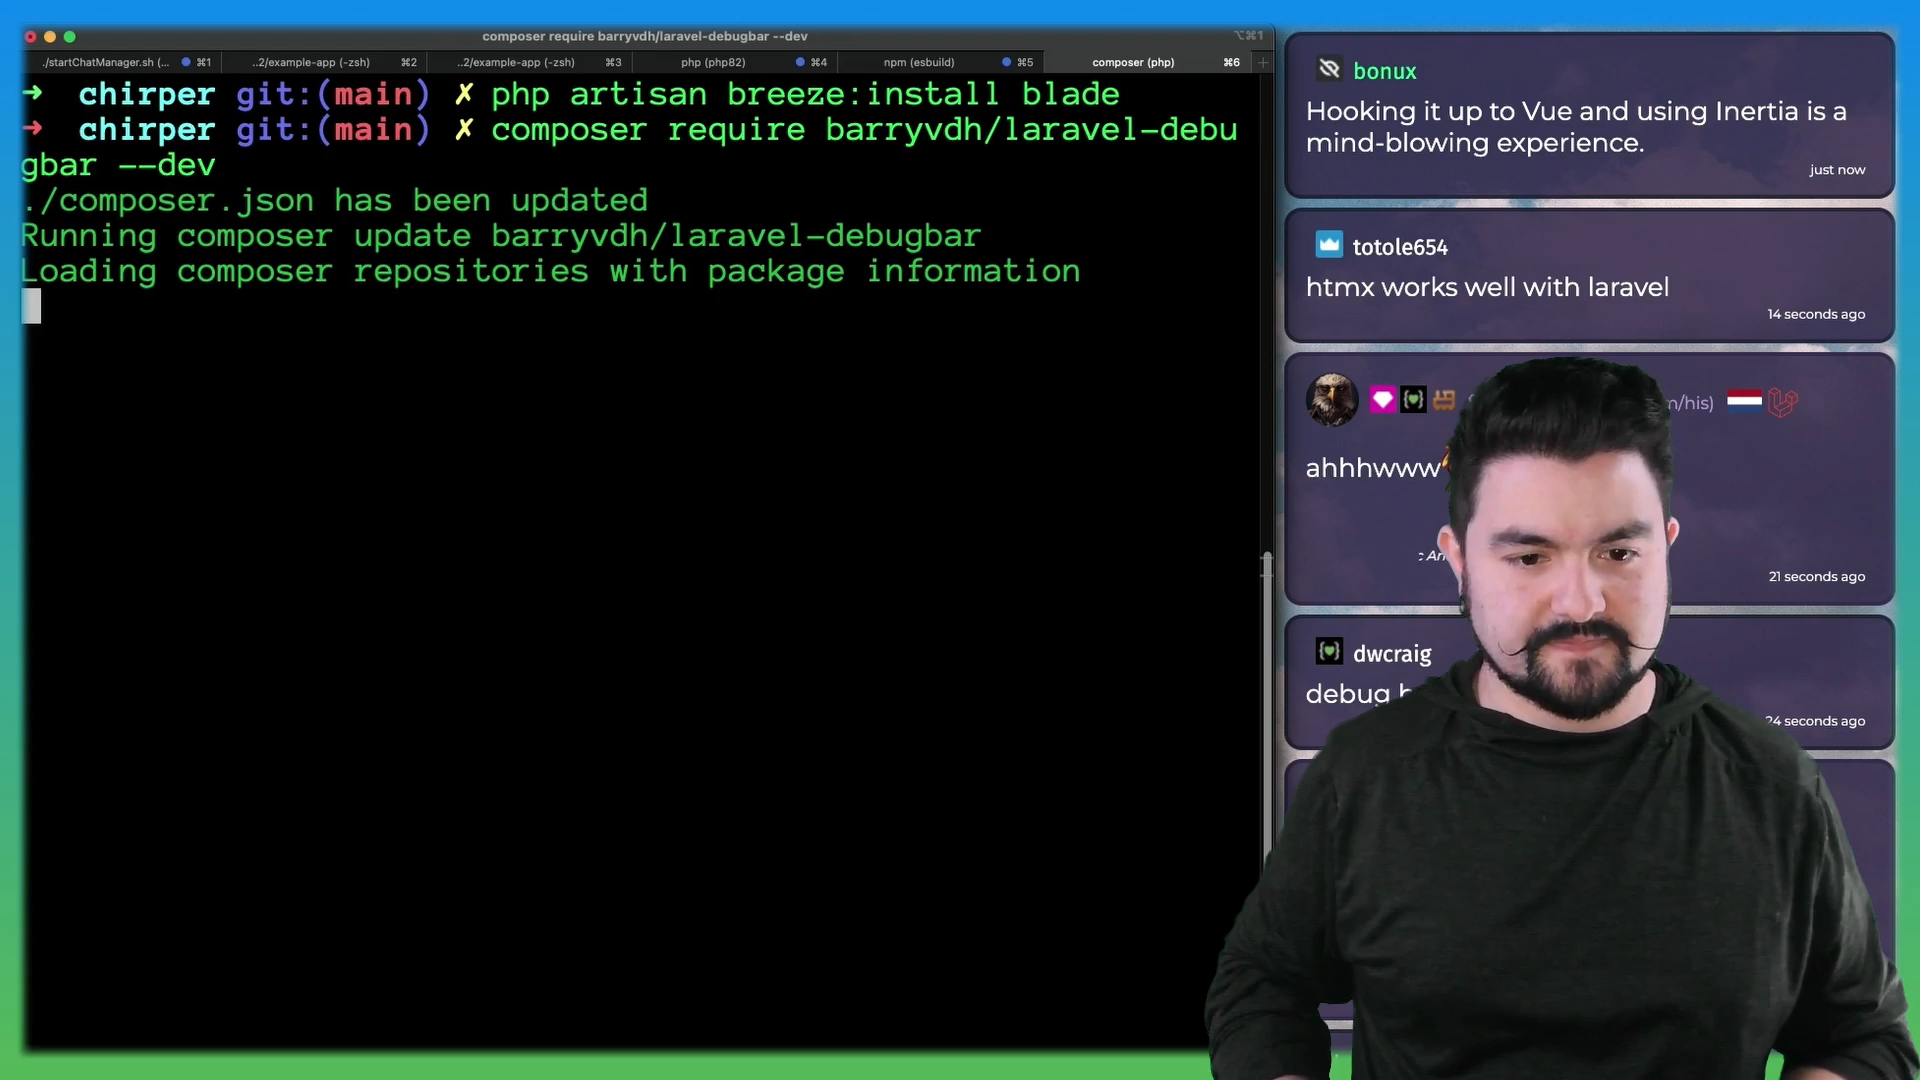 composer require barryvdh/laravel-debugbar --dev
⌥⌘1
./startChatManager.sh (... ⌘1
..2/example-app (-zsh) ⌘2
..2/example-app (-zsh) ⌘3
php (php82) ⌘4
npm (esbuild) ⌘5
composer (php) ⌘6
➜ chirper git:(main) ✗ php artisan breeze:install blade
➜ chirper git:(main) ✗ composer require barryvdh/laravel-debu
gbar --dev
./composer.json has been updated
Running composer update barryvdh/laravel-debugbar
Loading composer repositories with package information
bonux
Hooking it up to Vue and using Inertia is a
mind-blowing experience.
just now
totole654
htmx works well with laravel
14 seconds ago
/his)
ahhhwww
21 seconds ago
dwcraig
debug
24 seconds ago